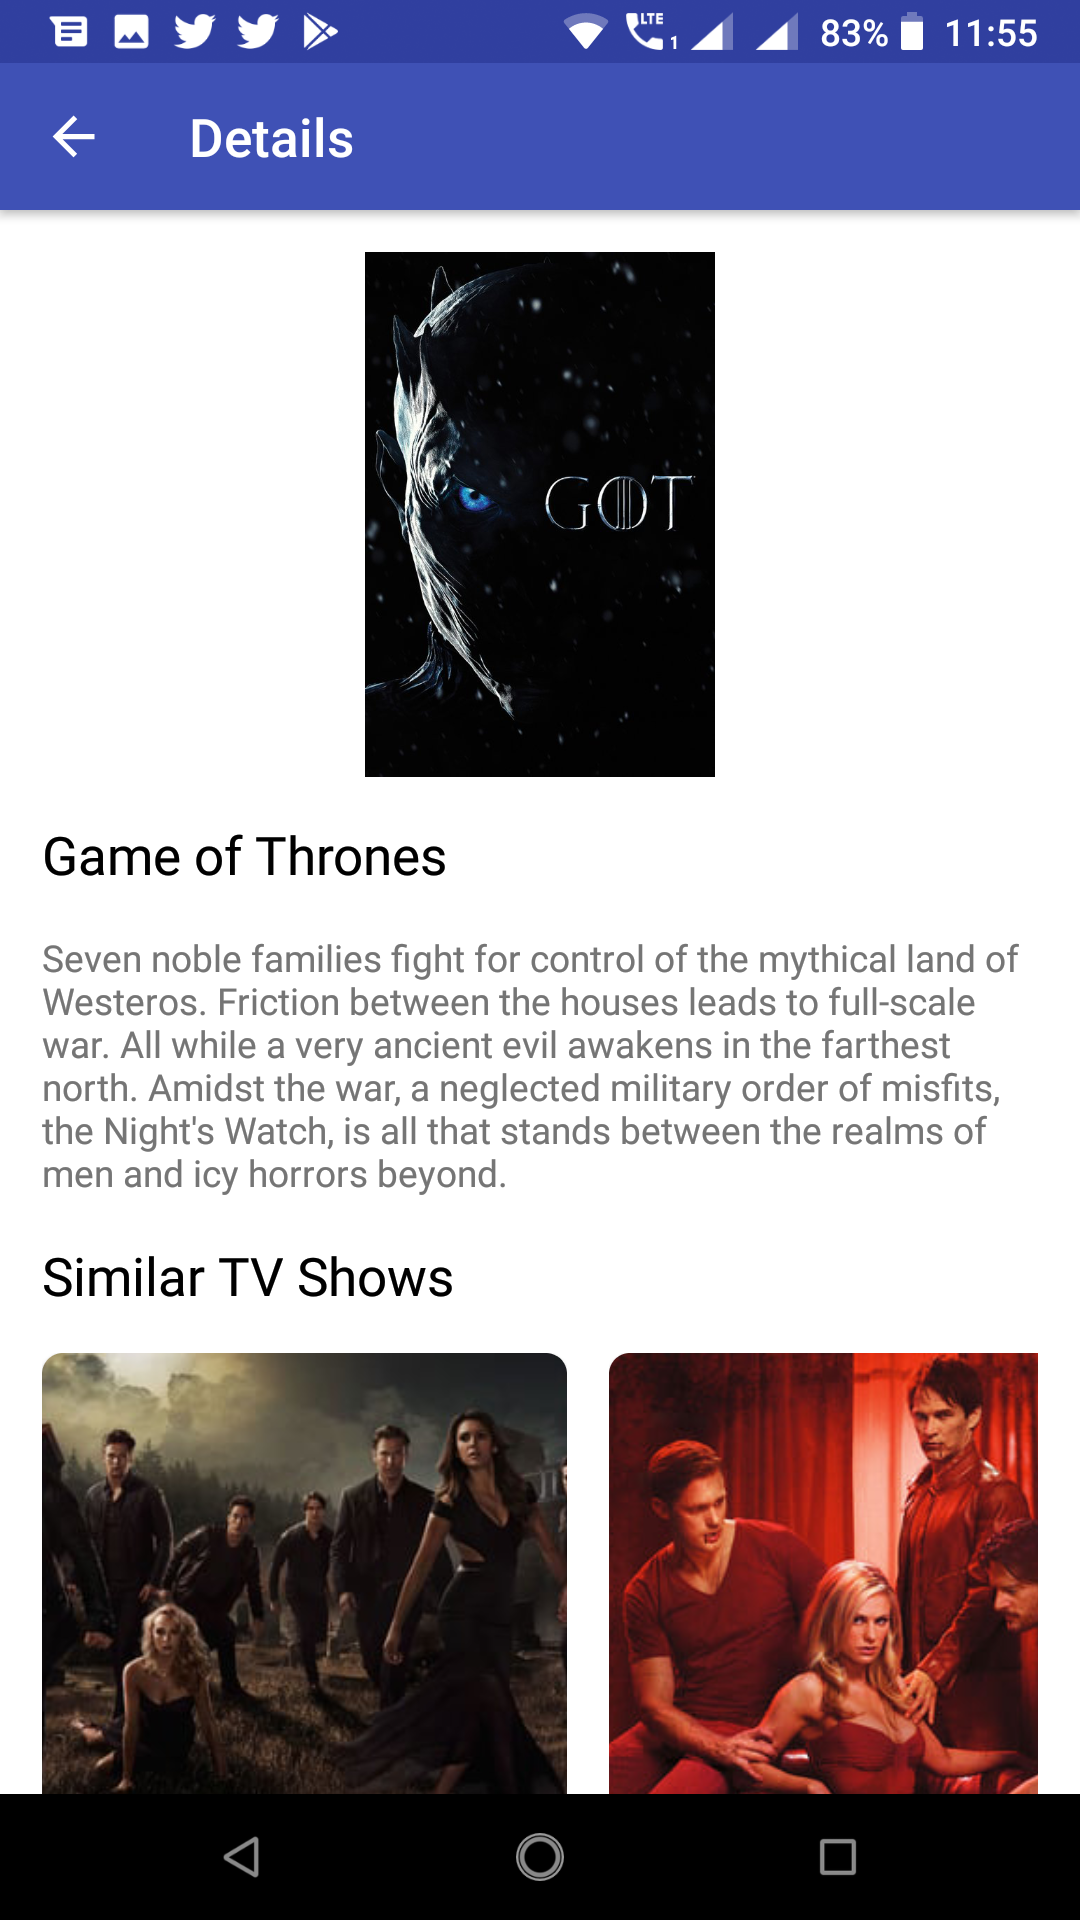 LTE 1 83% 11:55
Details
GOT
Game of Thrones
Seven noble families fight for control of the mythical land of
Westeros. Friction between the houses leads to full-scale
war. All while a very ancient evil awakens in the farthest
north. Amidst the war, a neglected military order of misfits,
the Night's Watch, is all that stands between the realms of
men and icy horrors beyond.
Similar TV Shows